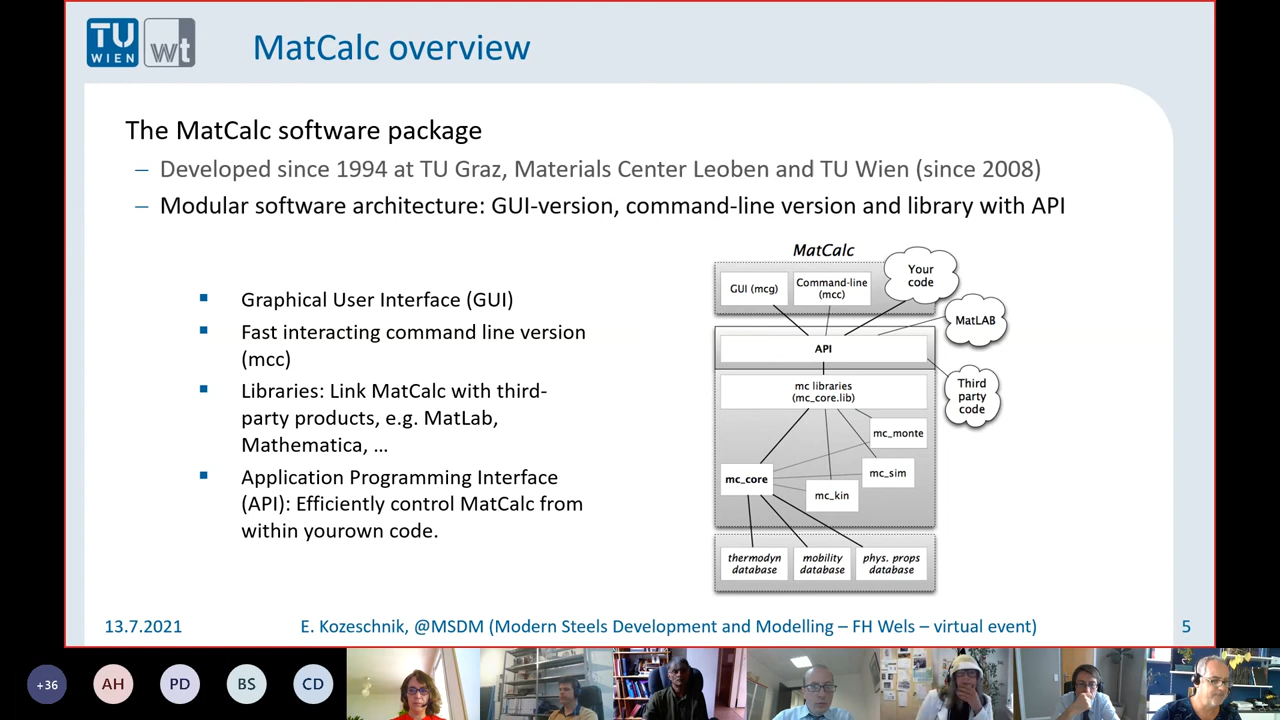 TU
WIEN
wt
MatCalc overview
The MatCalc software package
– Developed since 1994 at TU Graz, Materials Center Leoben and TU Wien (since 2008)
– Modular software architecture: GUI-version, command-line version and library with API
Graphical User Interface (GUI)
Fast interacting command line version
(mcc)
Libraries: Link MatCalc with third-
party products, e.g. MatLab,
Mathematica, …
Application Programming Interface
(API): Efficiently control MatCalc from
within yourown code.
MatCalc
GUI (mcg)
Command-line
(mcc)
Your
code
MatLAB
API
Third
party
code
mc libraries
(mc_core.lib)
mc_monte
mc_sim
mc_core
mc_kin
thermodyn
database
mobility
database
phys. props
database
13.7.2021
E. Kozeschnik, @MSDM (Modern Steels Development and Modelling – FH Wels – virtual event)
5
+36
AH
PD
BS
CD